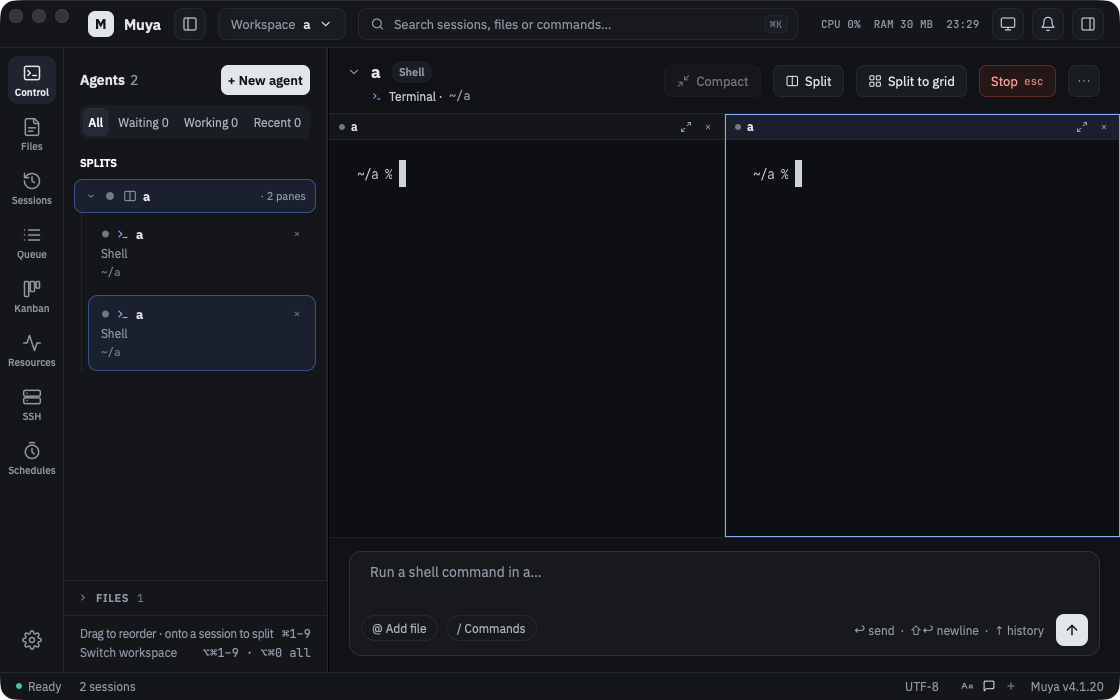 M Muya Workspace a Search sessions, files or commands... ⌘K CPU 0% RAM 30 MB 23:29
Control
Files
Sessions
Queue
Kanban
Resources
SSH
Schedules
Agents 2 + New agent
All Waiting 0 Working 0 Recent 0
SPLITS
a · 2 panes
a ×
Shell
~/a
a ×
Shell
~/a
FILES 1
Drag to reorder · onto a session to split ⌘1–9
Switch workspace ⌥⌘1–9 · ⌥⌘0 all
a Shell
Terminal · ~/a
Compact Split Split to grid Stop esc ···
a ×
~/a %
a ×
~/a %
Run a shell command in a...
@ Add file / Commands ↩ send · ⇧↩ newline · ↑ history
Ready 2 sessions UTF-8 Aa + Muya v4.1.20